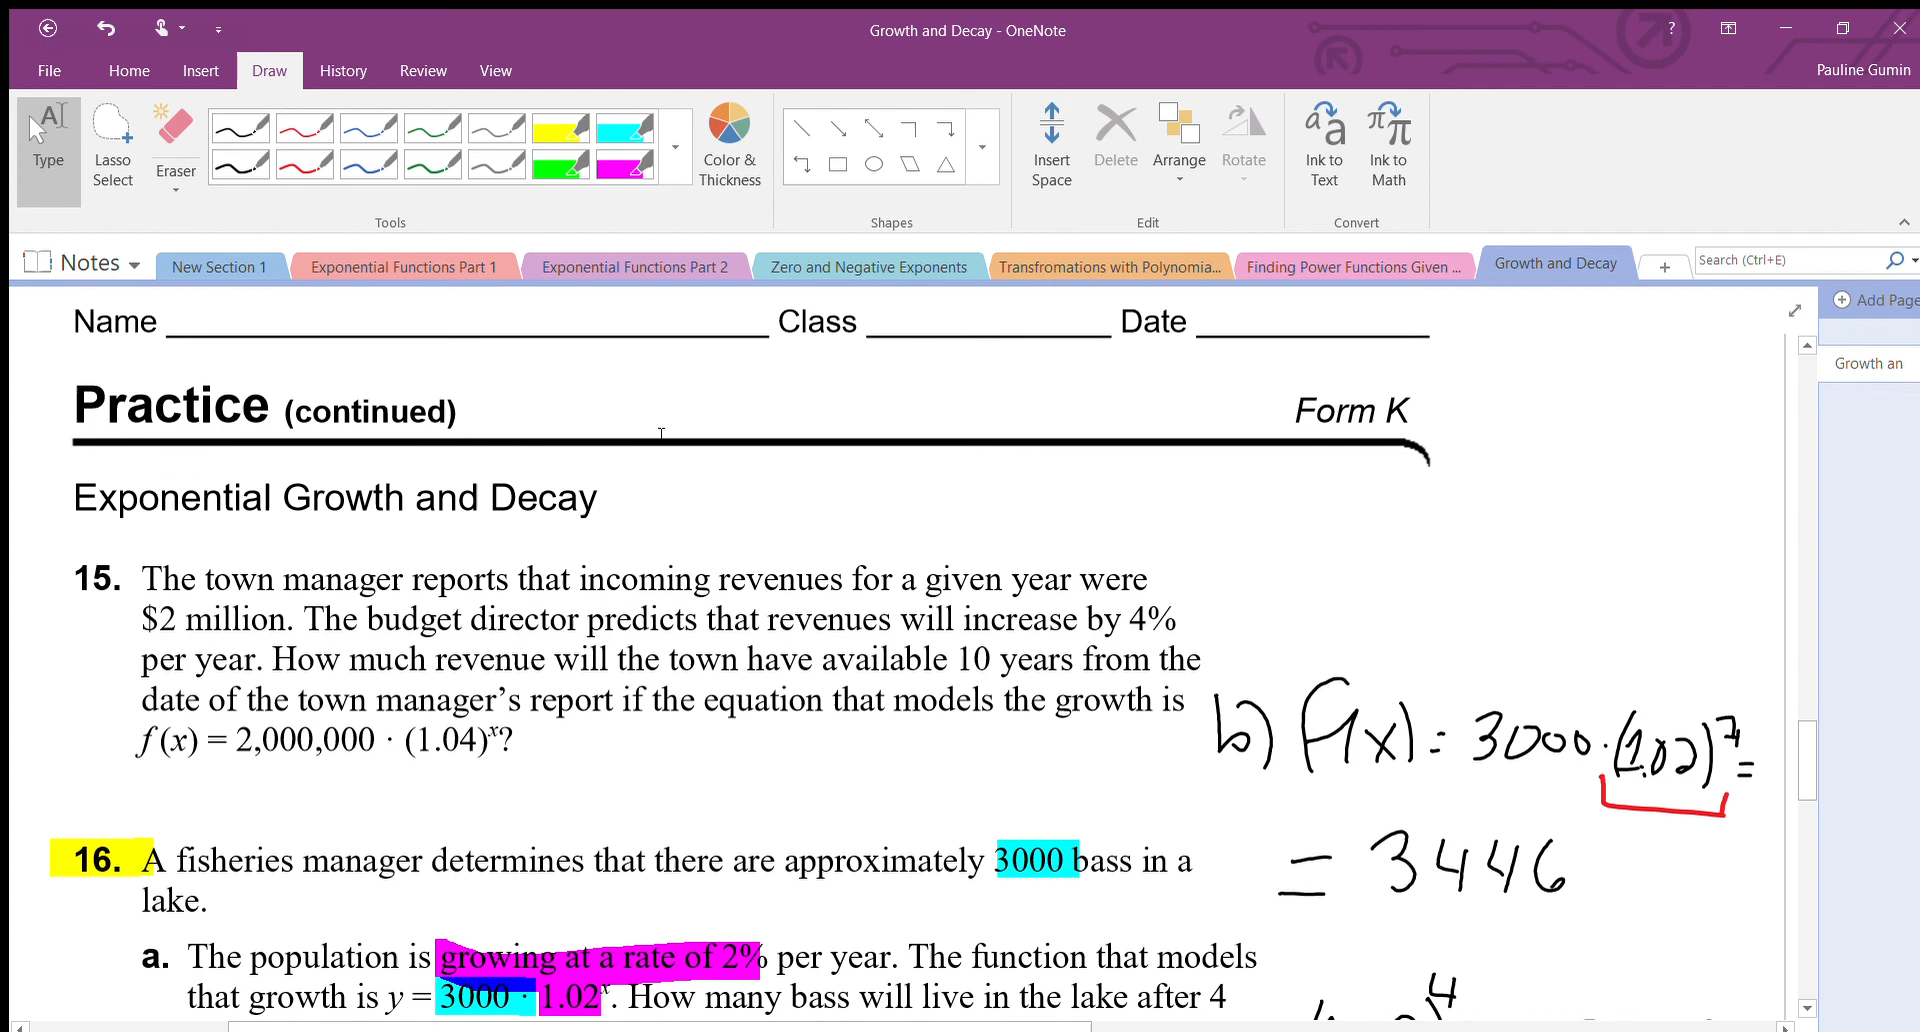 Growth and Decay - OneNote
?
File Home Insert Draw History Review View
Pauline Gumin
Type
Lasso Select
Eraser
Color & Thickness
Insert Space
Delete
Arrange
Rotate
Ink to Text
Ink to Math
Tools
Shapes
Edit
Convert
Notes
New Section 1
Exponential Functions Part 1
Exponential Functions Part 2
Zero and Negative Exponents
Transfromations with Polynomia...
Finding Power Functions Given ...
Growth and Decay
+
Search (Ctrl+E)
Add Page
Growth an
Name ____ Class ____ Date ____
Practice (continued)
Form K
Exponential Growth and Decay
15. The town manager reports that incoming revenues for a given year were
$2 million. The budget director predicts that revenues will increase by 4%
per year. How much revenue will the town have available 10 years from the
date of the town manager’s report if the equation that models the growth is
f (x) = 2,000,000 · (1.04)ˣ?
b) f(x) = 3000 · (1.02)⁷ =
= 3446
16. A fisheries manager determines that there are approximately 3000 bass in a
lake.
a. The population is growing at a rate of 2% per year. The function that models
that growth is y = 3000 · 1.02ˣ. How many bass will live in the lake after 4